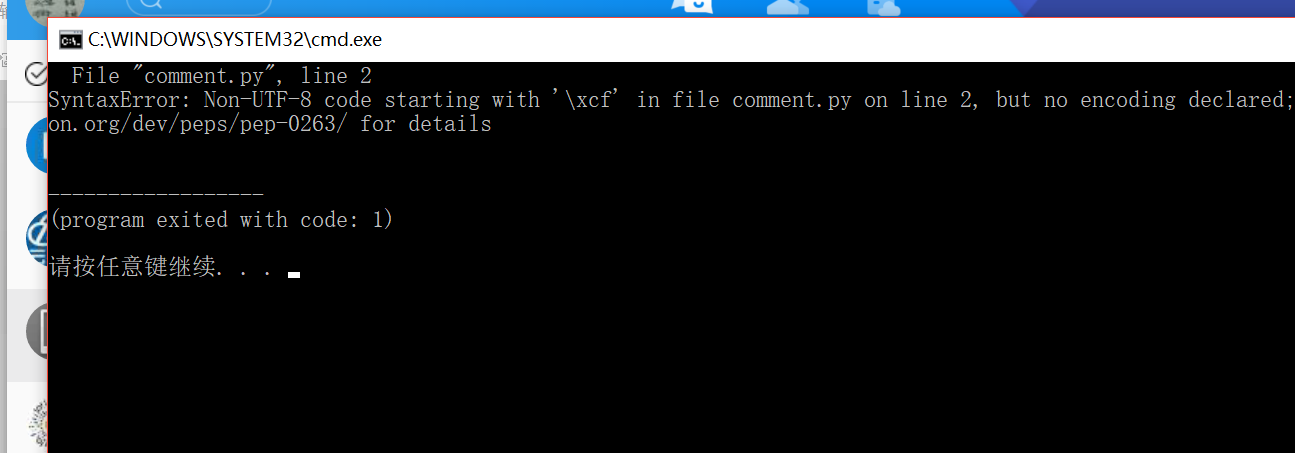 C:\WINDOWS\SYSTEM32\cmd.exe
File "comment.py", line 2
SyntaxError: Non-UTF-8 code starting with '\xcf' in file comment.py on line 2, but no encoding declared;
on.org/dev/peps/pep-0263/ for details
------------------
(program exited with code: 1)
请按任意键继续. . .